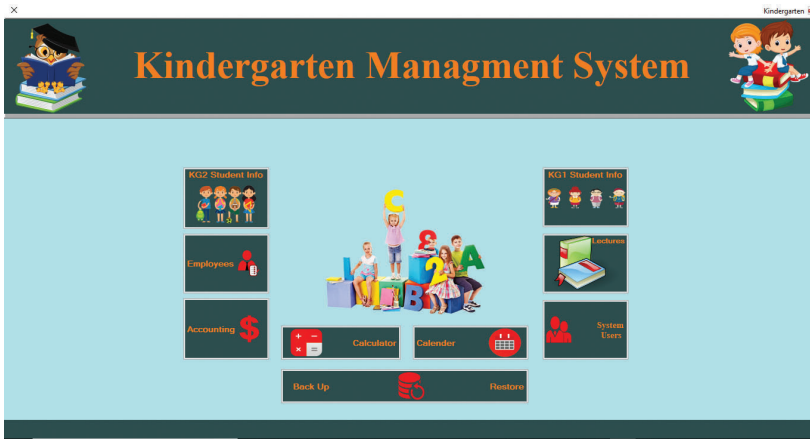 Kindergarten
Kindergarten Managment System
KG2 Student Info
KG1 Student Info
Employees
Lectures
Accounting
Calculator
Calender
System
Users
Back Up
Restore
C
&
2
A
B